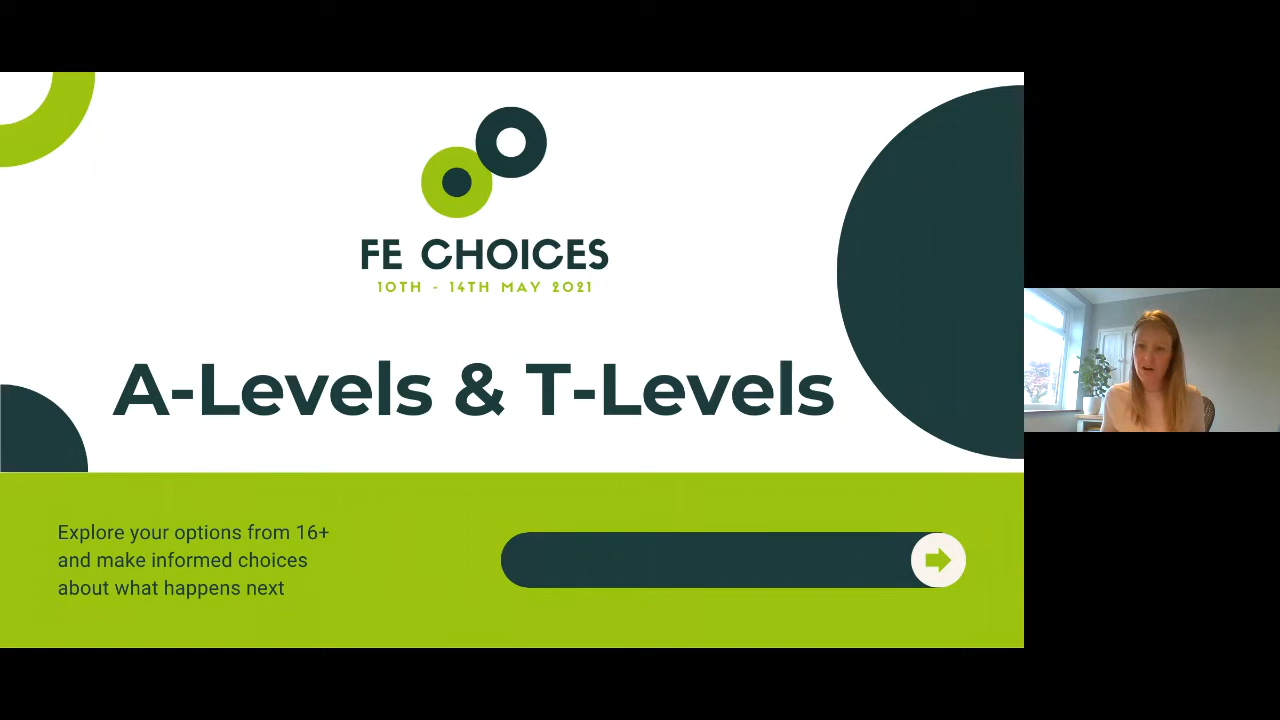 FE CHOICES
10TH - 14TH MAY 2021
A-Levels & T-Levels
Explore your options from 16+
and make informed choices
about what happens next